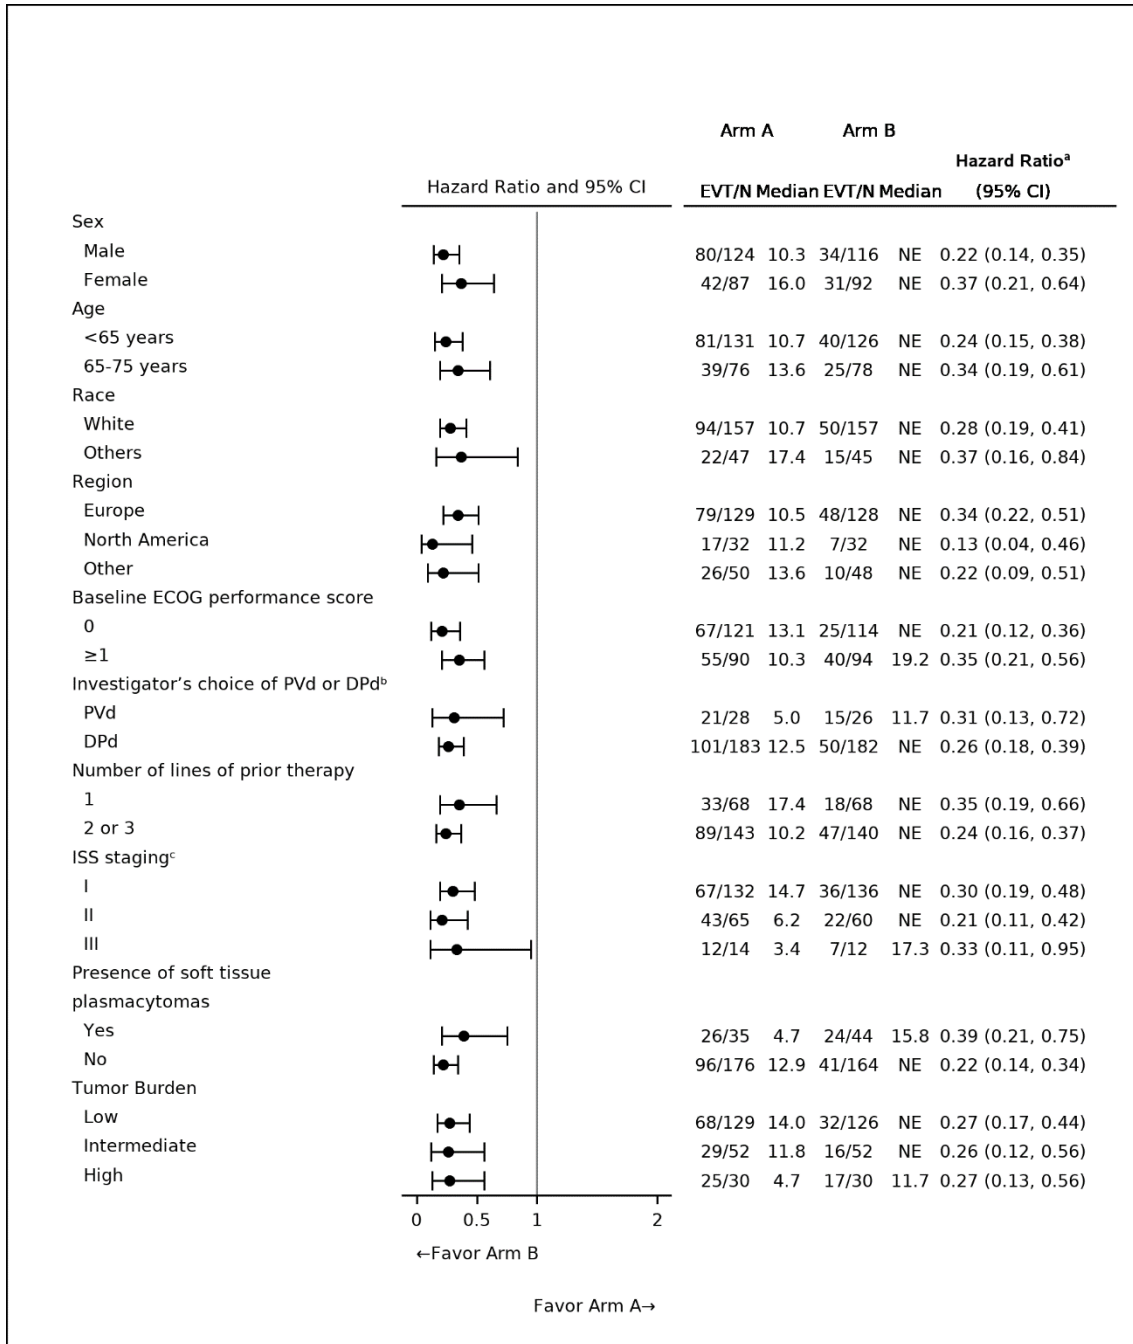 Arm A Arm B
Hazard Ratioᵃ
Hazard Ratio and 95% CI EVT/N Median EVT/N Median (95% CI)
Sex
Male 80/124 10.3 34/116 NE 0.22 (0.14, 0.35)
Female 42/87 16.0 31/92 NE 0.37 (0.21, 0.64)
Age
<65 years 81/131 10.7 40/126 NE 0.24 (0.15, 0.38)
65-75 years 39/76 13.6 25/78 NE 0.34 (0.19, 0.61)
Race
White 94/157 10.7 50/157 NE 0.28 (0.19, 0.41)
Others 22/47 17.4 15/45 NE 0.37 (0.16, 0.84)
Region
Europe 79/129 10.5 48/128 NE 0.34 (0.22, 0.51)
North America 17/32 11.2 7/32 NE 0.13 (0.04, 0.46)
Other 26/50 13.6 10/48 NE 0.22 (0.09, 0.51)
Baseline ECOG performance score
0 67/121 13.1 25/114 NE 0.21 (0.12, 0.36)
≥1 55/90 10.3 40/94 19.2 0.35 (0.21, 0.56)
Investigator’s choice of PVd or DPdᵇ
PVd 21/28 5.0 15/26 11.7 0.31 (0.13, 0.72)
DPd 101/183 12.5 50/182 NE 0.26 (0.18, 0.39)
Number of lines of prior therapy
1 33/68 17.4 18/68 NE 0.35 (0.19, 0.66)
2 or 3 89/143 10.2 47/140 NE 0.24 (0.16, 0.37)
ISS stagingᶜ
I 67/132 14.7 36/136 NE 0.30 (0.19, 0.48)
II 43/65 6.2 22/60 NE 0.21 (0.11, 0.42)
III 12/14 3.4 7/12 17.3 0.33 (0.11, 0.95)
Presence of soft tissue
plasmacytomas
Yes 26/35 4.7 24/44 15.8 0.39 (0.21, 0.75)
No 96/176 12.9 41/164 NE 0.22 (0.14, 0.34)
Tumor Burden
Low 68/129 14.0 32/126 NE 0.27 (0.17, 0.44)
Intermediate 29/52 11.8 16/52 NE 0.26 (0.12, 0.56)
High 25/30 4.7 17/30 11.7 0.27 (0.13, 0.56)
0 0.5 1 2
←Favor Arm B
Favor Arm A→